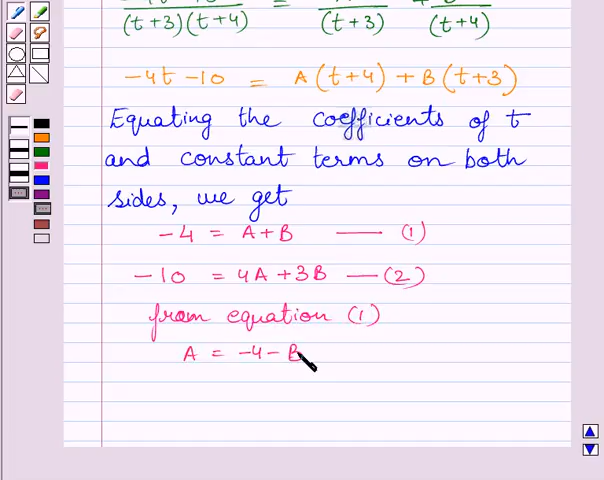 (t+3)(t+4) (t+3) (t+4)
-4t -10 = A(t+4) + B(t+3)
Equating the coefficients of t
and constant terms on both
sides, we get
-4 = A+B —— (1)
-10 = 4A +3B —(2)
from equation (1)
A = -4 - B